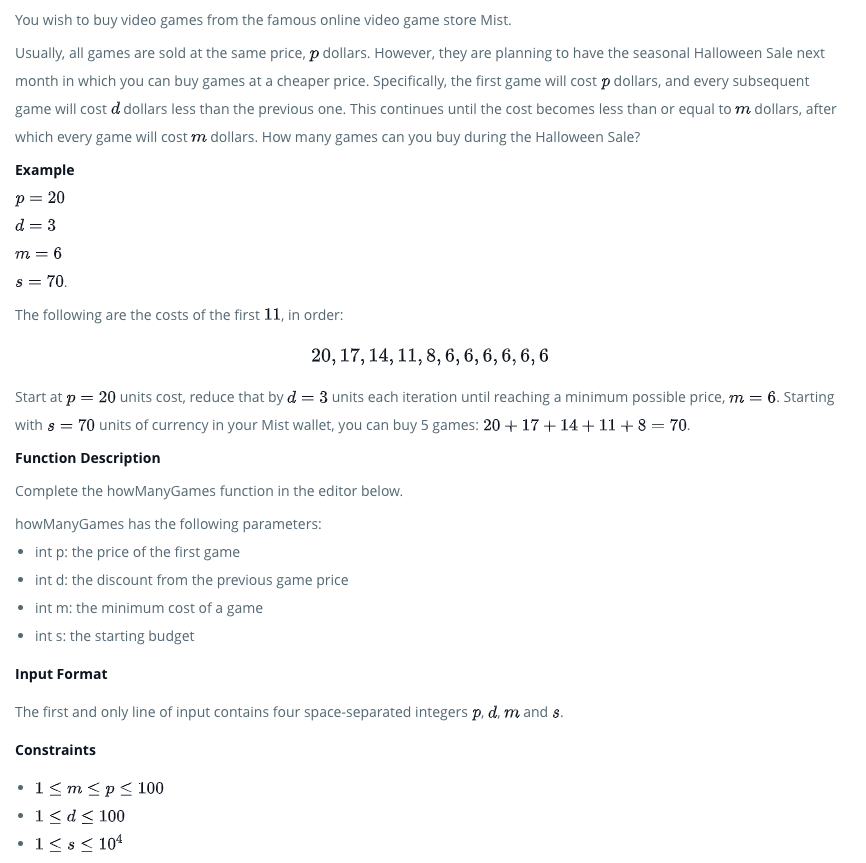 You wish to buy video games from the famous online video game store Mist.
Usually, all games are sold at the same price, p dollars. However, they are planning to have the seasonal Halloween Sale next
month in which you can buy games at a cheaper price. Specifically, the first game will cost p dollars, and every subsequent
game will cost d dollars less than the previous one. This continues until the cost becomes less than or equal to m dollars, after
which every game will cost m dollars. How many games can you buy during the Halloween Sale?
Example
p = 20
d = 3
m = 6
s = 70.
The following are the costs of the first 11, in order:
20, 17, 14, 11, 8, 6, 6, 6, 6, 6, 6
Start at p = 20 units cost, reduce that by d = 3 units each iteration until reaching a minimum possible price, m = 6. Starting
with s = 70 units of currency in your Mist wallet, you can buy 5 games: 20 + 17 + 14 + 11 + 8 = 70.
Function Description
Complete the howManyGames function in the editor below.
howManyGames has the following parameters:
• int p: the price of the first game
• int d: the discount from the previous game price
• int m: the minimum cost of a game
• int s: the starting budget
Input Format
The first and only line of input contains four space-separated integers p, d, m and s.
Constraints
• 1 ≤ m ≤ p ≤ 100
• 1 ≤ d ≤ 100
• 1 ≤ s ≤ 10⁴